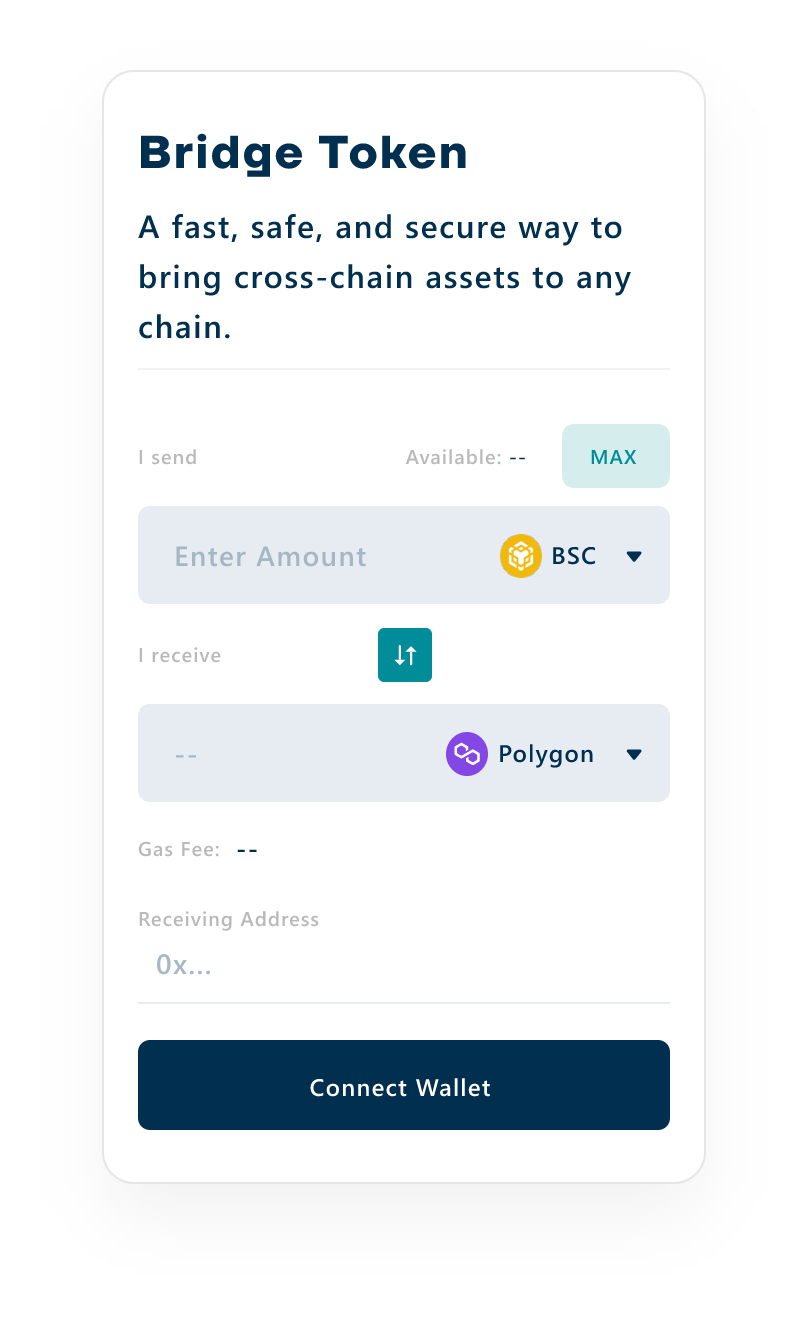 Bridge Token
A fast, safe, and secure way to
bring cross-chain assets to any
chain.
I send Available: -- MAX
Enter Amount BSC
I receive
-- Polygon
Gas Fee: --
Receiving Address
0x...
Connect Wallet